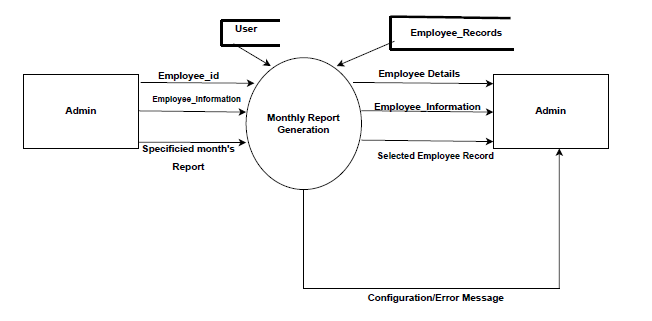 User
Employee_Records
Employee_id
Employee Details
Employee_Information
Employee_Information
Admin
Monthly Report
Generation
Admin
Specificied month's
Report
Selected Employee Record
Configuration/Error Message